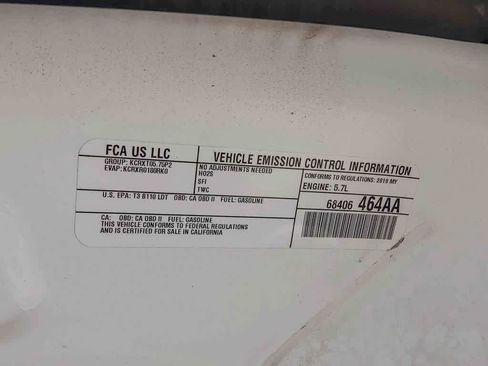 FCA US LLC
GROUP: KCRXT05.75P2
EVAP: KCRXR0180RK0
VEHICLE EMISSION CONTROL INFORMATION
NO ADJUSTMENTS NEEDED
HO2S
SFI
TWC
CONFORMS TO REGULATIONS: 2019 MY
ENGINE: 5.7L
U.S. EPA: T3 B110 LDT OBD: CA OBD II FUEL: GASOLINE
68406 464AA
CA: OBD: CA OBD II FUEL: GASOLINE
THIS VEHICLE CONFORMS TO FEDERAL REGULATIONS
AND IS CERTIFIED FOR SALE IN CALIFORNIA